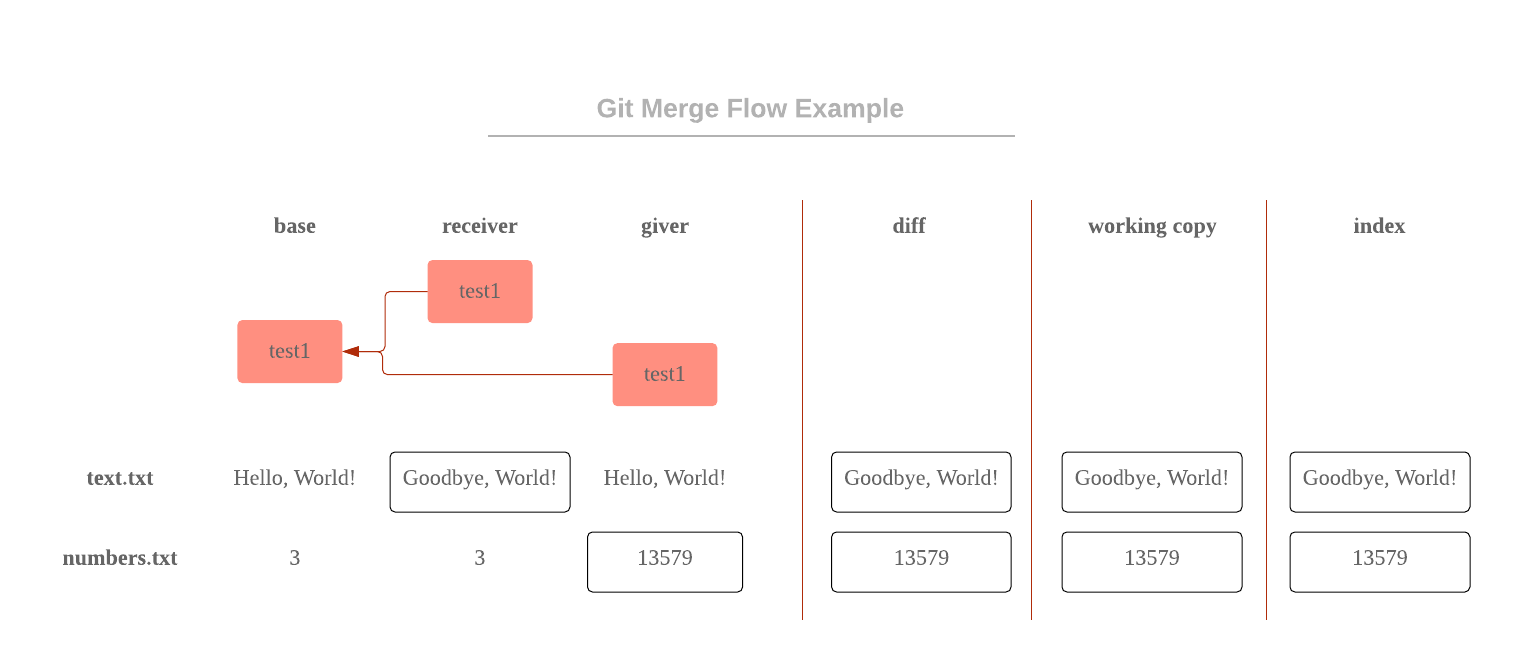 Git Merge Flow Example
base receiver giver diff working copy index
test1
test1
test1
text.txt Hello, World! Goodbye, World! Hello, World! Goodbye, World! Goodbye, World! Goodbye, World!
numbers.txt 3 3 13579 13579 13579 13579